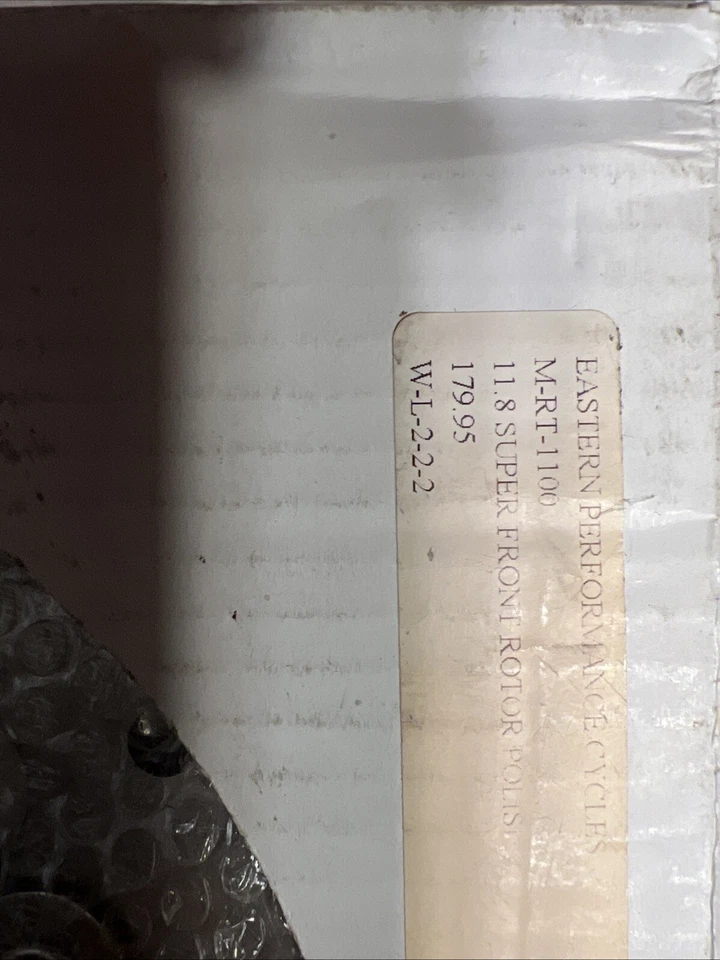 EASTERN PERFORMANCE CYCLES
M-RT-1100
11.8 SUPER FRONT ROTOR
179.95
W-L-2-2-2